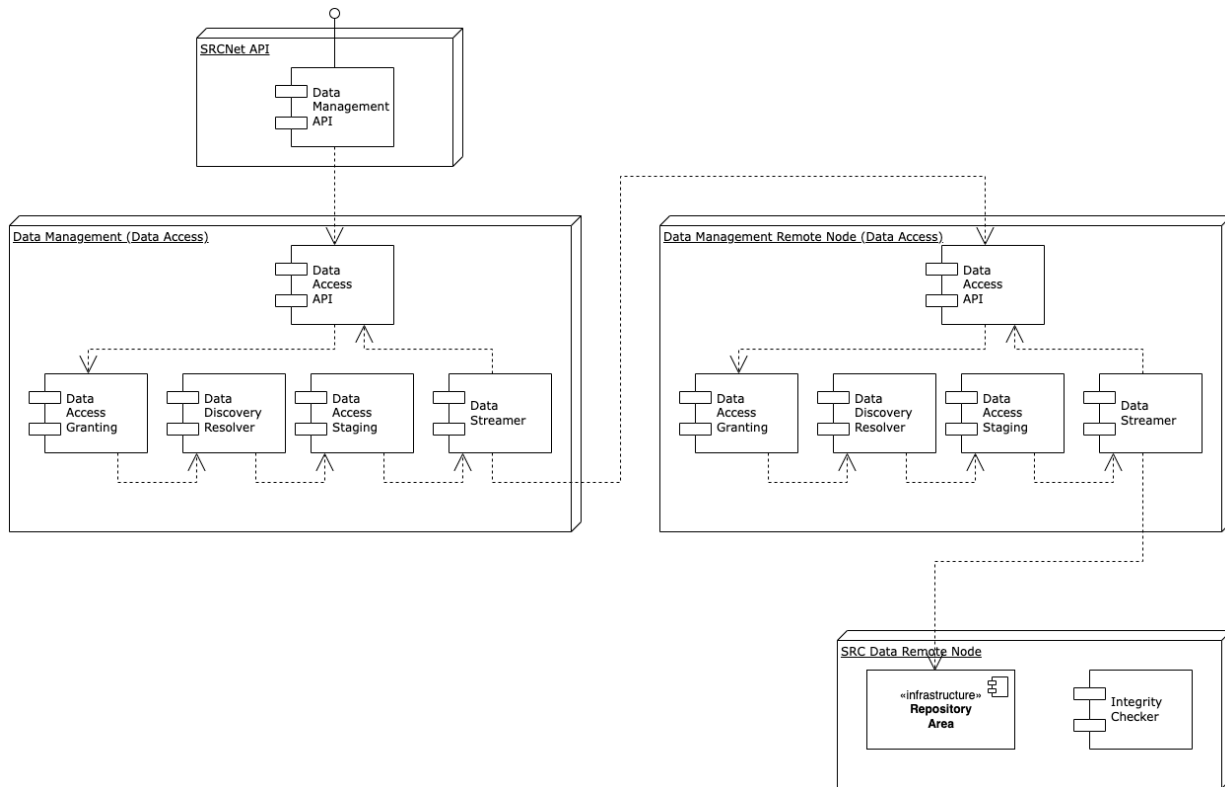 SRCNet API
Data
Management
API
Data Management (Data Access)
Data
Access
API
Data
Access
Granting
Data
Discovery
Resolver
Data
Access
Staging
Data
Streamer
Data Management Remote Node (Data Access)
Data
Access
API
Data
Access
Granting
Data
Discovery
Resolver
Data
Access
Staging
Data
Streamer
SRC Data Remote Node
«infrastructure»
Repository
Area
Integrity
Checker